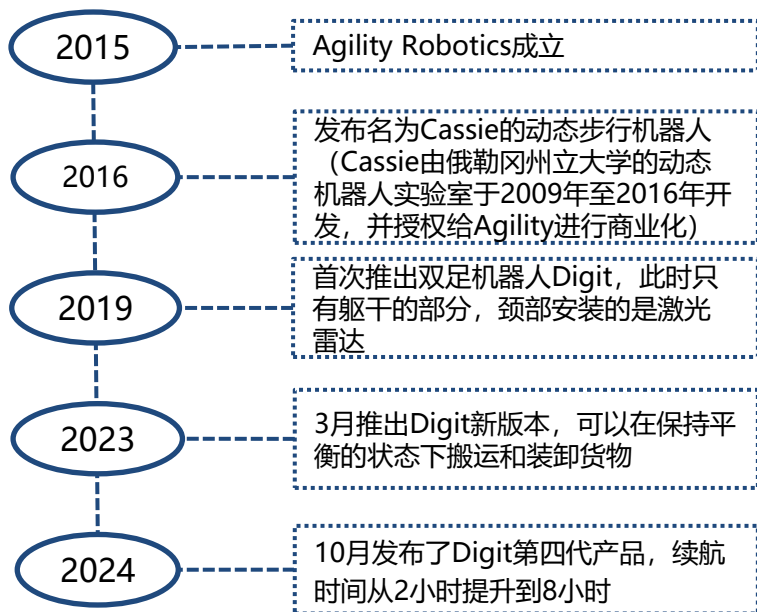 2015
Agility Robotics成立
2016
发布名为Cassie的动态步行机器人
（Cassie由俄勒冈州立大学的动态
机器人实验室于2009年至2016年开
发，并授权给Agility进行商业化）
2019
首次推出双足机器人Digit，此时只
有躯干的部分，颈部安装的是激光
雷达
2023
3月推出Digit新版本，可以在保持平
衡的状态下搬运和装卸货物
2024
10月发布了Digit第四代产品，续航
时间从2小时提升到8小时